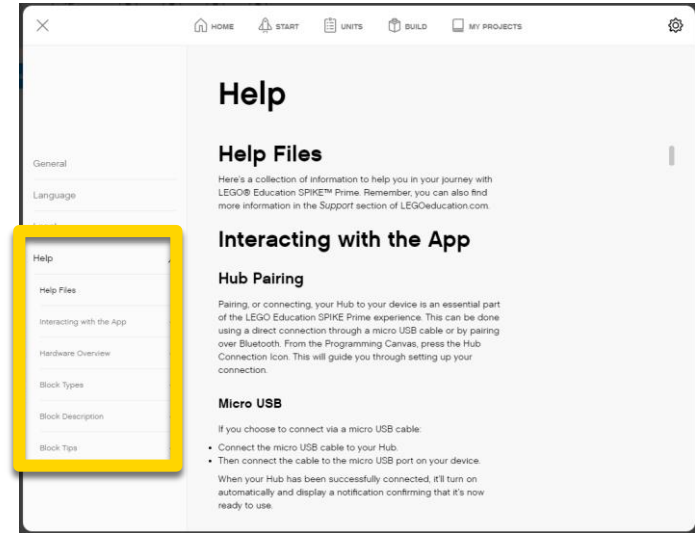 HOME START UNITS BUILD MY PROJECTS
General
Language
Help
Help Files
Interacting with the App
Hardware Overview
Block Types
Block Description
Block Tips
Help
Help Files
Here's a collection of information to help you in your journey with
LEGO® Education SPIKE™ Prime. Remember, you can also find
more information in the Support section of LEGOeducation.com.
Interacting with the App
Hub Pairing
Pairing, or connecting, your Hub to your device is an essential part
of the LEGO Education SPIKE Prime experience. This can be done
using a direct connection through a micro USB cable or by pairing
over Bluetooth. From the Programming Canvas, press the Hub
Connection Icon. This will guide you through setting up your
connection.
Micro USB
If you choose to connect via a micro USB cable:
• Connect the micro USB cable to your Hub.
• Then connect the cable to the micro USB port on your device.
When your Hub has been successfully connected, it'll turn on
automatically and display a notification confirming that it's now
ready to use.